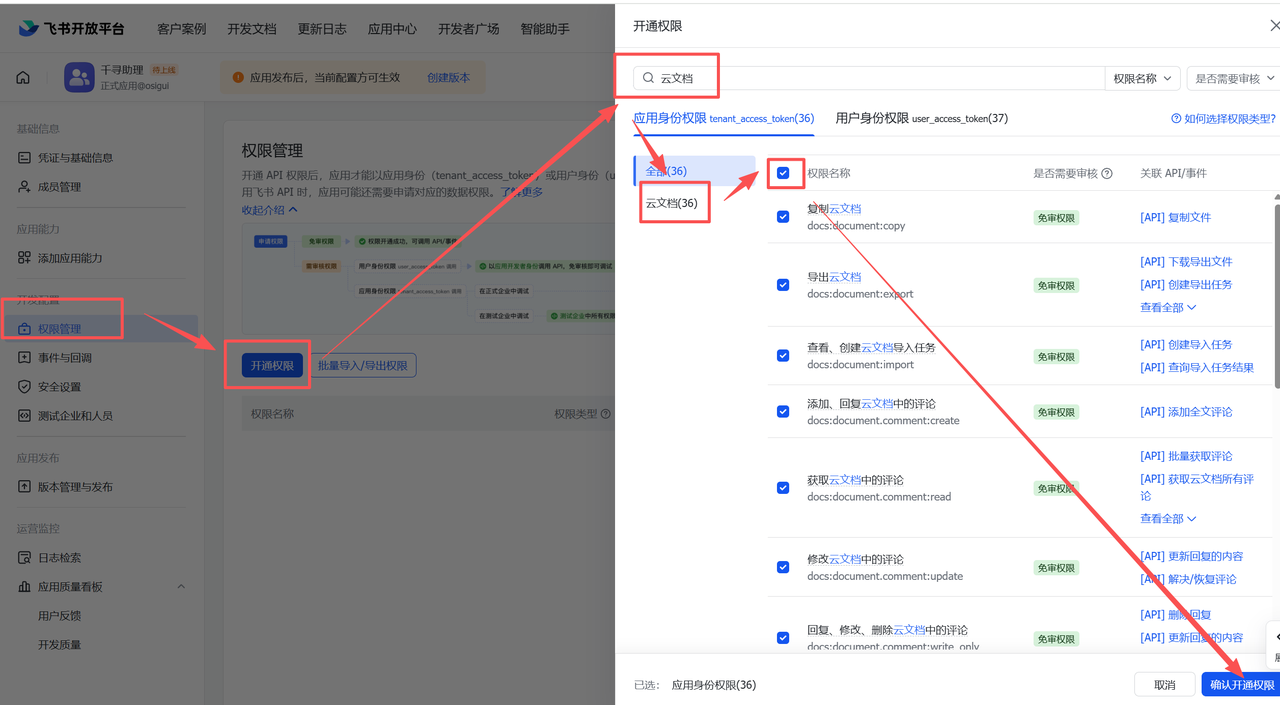 飞书开放平台
客户案例
开发文档
更新日志
应用中心
开发者广场
智能助手
千寻助理
待上线
正式应用@osigui
应用发布后，当前配置方可生效
创建版本
基础信息
凭证与基础信息
成员管理
应用能力
添加应用能力
开发配置
权限管理
事件与回调
安全设置
测试企业和人员
应用发布
版本管理与发布
运营监控
日志检索
应用质量看板
用户反馈
开发质量
权限管理
开通 API 权限后，应用才能以应用身份（tenant_access_token）或用户身份（u
用飞书 API 时，应用可能还需要申请对应的数据权限。了解更多
收起介绍
申请权限
免审权限
权限开通成功，可调用 API/事件
需审核权限
用户身份权限 user_access_token 调用
以应用开发者身份调用 API，免审核即可调试
应用身份权限 tenant_access_token 调用
在正式企业中调试
在测试企业中调试
测试企业中所有权限
开通权限
批量导入/导出权限
权限名称
权限类型
开通权限
云文档
权限名称
是否需要审核
应用身份权限 tenant_access_token(36)
用户身份权限 user_access_token(37)
如何选择权限类型?
全部(36)
云文档(36)
权限名称
是否需要审核
关联 API/事件
复制云文档
docs:document:copy
免审权限
[API] 复制文件
导出云文档
docs:document:export
免审权限
[API] 下载导出文件
[API] 创建导出任务
查看全部
查看、创建云文档导入任务
docs:document:import
免审权限
[API] 创建导入任务
[API] 查询导入任务结果
添加、回复云文档中的评论
docs:document.comment:create
免审权限
[API] 添加全文评论
获取云文档中的评论
docs:document.comment:read
免审权限
[API] 批量获取评论
[API] 获取云文档所有评
论
查看全部
修改云文档中的评论
docs:document.comment:update
免审权限
[API] 更新回复的内容
[API] 解决/恢复评论
回复、修改、删除云文档中的评论
docs:document.comment:write_only
免审权限
[API] 删除回复
[API] 更新回复的内容
已选：
应用身份权限(36)
取消
确认开通权限